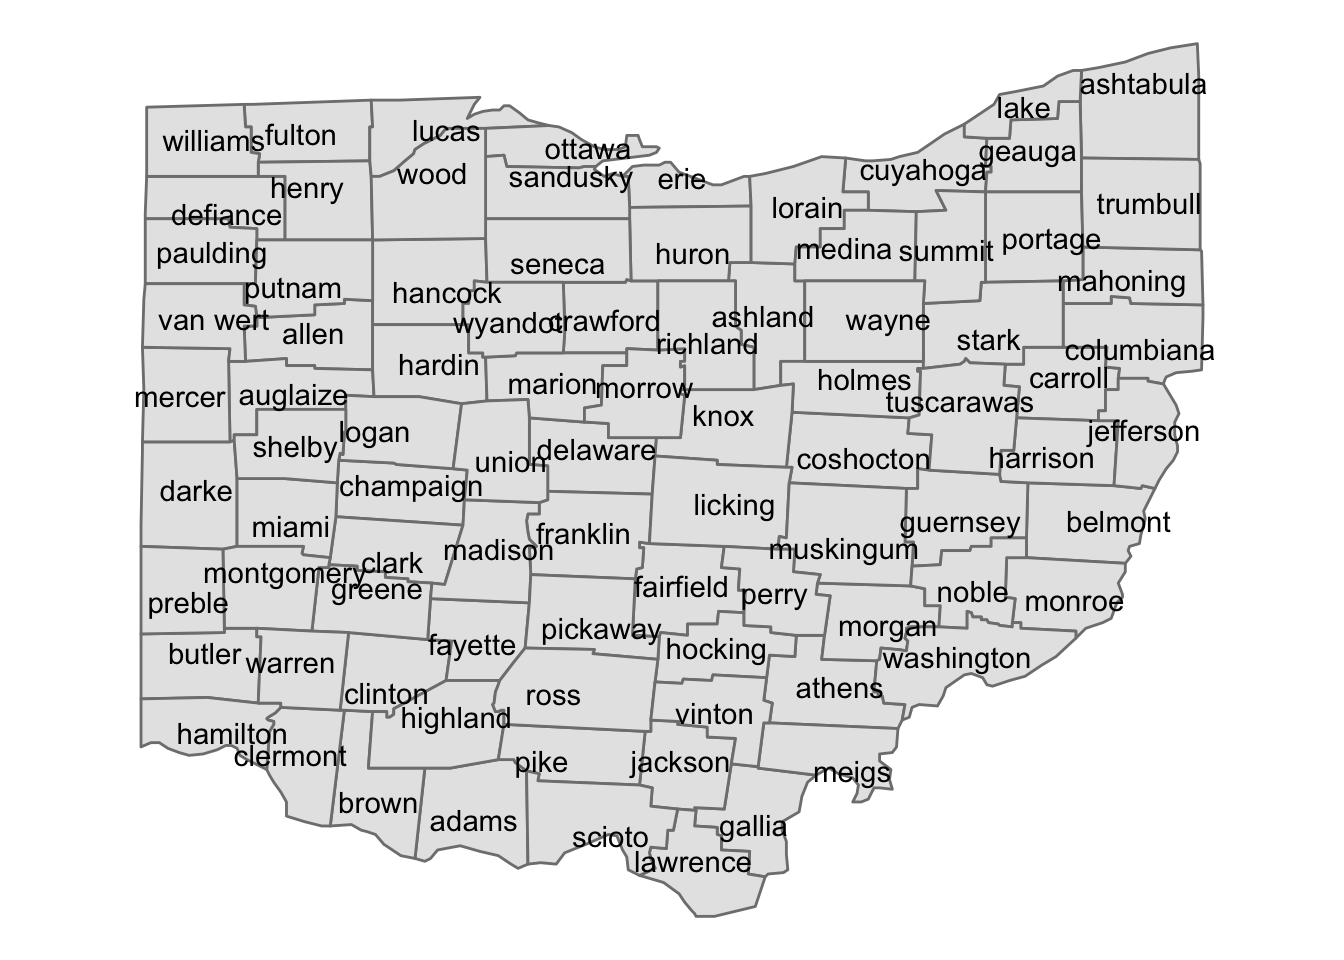 ashtabula
lake
lucas
fulton
williams
ottawa
geauga
cuyahoga
wood
sandusky
erie
henry
trumbull
lorain
defiance
portage
medina
summit
paulding
huron
seneca
mahoning
putnam
hancock
van wert
wyandot
crawford
ashland
wayne
allen
stark
richland
columbiana
hardin
carroll
holmes
marion
morrow
auglaize
mercer
tuscarawas
knox
logan
jefferson
shelby
delaware
union
coshocton
harrison
champaign
darke
licking
guernsey
belmont
miami
franklin
madison
muskingum
clark
montgomery
greene
fairfield
perry
noble
monroe
preble
morgan
pickaway
fayette
hocking
washington
butler
warren
athens
clinton
ross
vinton
highland
hamilton
clermont
pike
jackson
meigs
brown
adams
gallia
scioto
lawrence